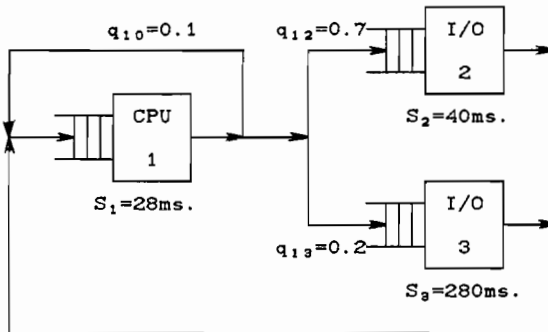 q₁₀=0.1
q₁₂=0.7
I/O
2
S₂=40ms.
CPU
1
S₁=28ms.
I/O
3
q₁₃=0.2
S₃=280ms.